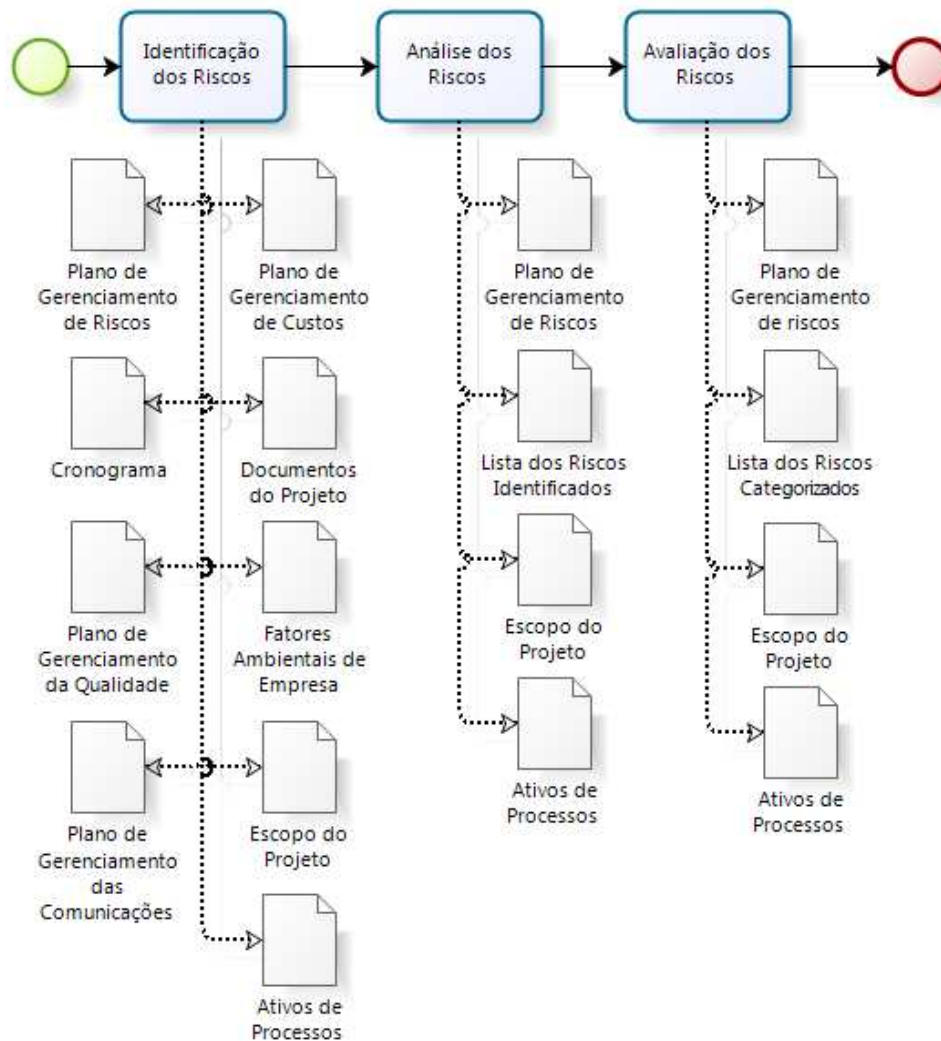 Identificação
dos Riscos
Análise dos
Riscos
Avaliação dos
Riscos
Plano de
Gerenciamento
de Riscos
Plano de
Gerenciamento
de Custos
Cronograma
Documentos
do Projeto
Plano de
Gerenciamento
da Qualidade
Fatores
Ambientais de
Empresa
Plano de
Gerenciamento
das
Comunicações
Escopo do
Projeto
Ativos de
Processos
Plano de
Gerenciamento
de Riscos
Lista dos Riscos
Identificados
Escopo do
Projeto
Ativos de
Processos
Plano de
Gerenciamento
de riscos
Lista dos Riscos
Categorizados
Escopo do
Projeto
Ativos de
Processos